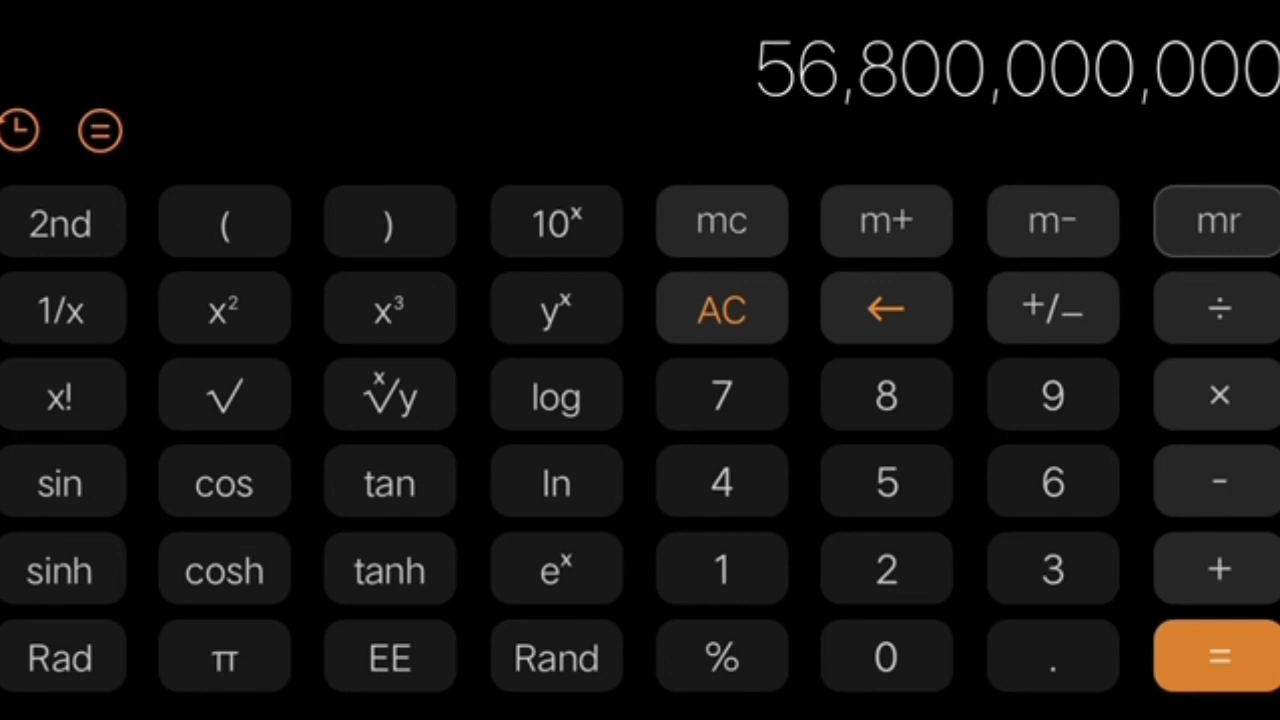 56,800,000,000
2nd ( ) 10ˣ mc m+ m- mr
1/x x² x³ yˣ AC ← +/− ÷
x! √ ˣ√y log 7 8 9 ×
sin cos tan ln 4 5 6 -
sinh cosh tanh eˣ 1 2 3 +
Rad π EE Rand % 0 . =